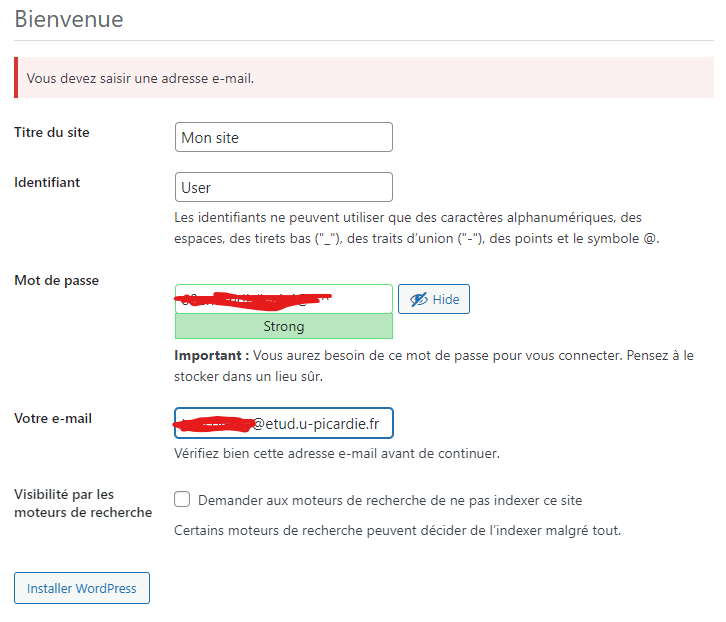 Bienvenue
Vous devez saisir une adresse e-mail.
Titre du site
Mon site
Identifiant
User
Les identifiants ne peuvent utiliser que des caractères alphanumériques, des
espaces, des tirets bas ("_"), des traits d’union ("-"), des points et le symbole @.
Mot de passe
Hide
Strong
Important : Vous aurez besoin de ce mot de passe pour vous connecter. Pensez à le
stocker dans un lieu sûr.
Votre e-mail
@etud.u-picardie.fr
Vérifiez bien cette adresse e-mail avant de continuer.
Visibilité par les
moteurs de recherche
Demander aux moteurs de recherche de ne pas indexer ce site
Certains moteurs de recherche peuvent décider de l’indexer malgré tout.
Installer WordPress